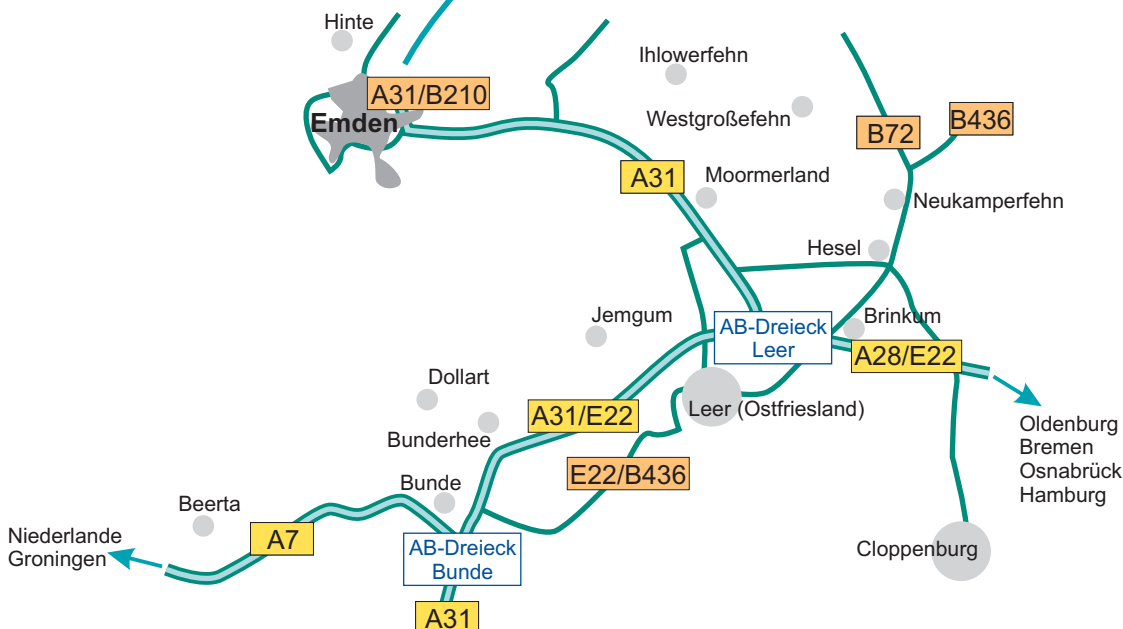 Hinte
Ihlowerfehn
A31/B210
Westgroßefehn
Emden
B436
B72
A31
Moormerland
Neukamperfehn
Hesel
Jemgum
Brinkum
AB-Dreieck
Leer
A28/E22
Dollart
Leer (Ostfriesland)
A31/E22
Oldenburg
Bremen
Osnabrück
Hamburg
Bunderhee
E22/B436
Bunde
Beerta
A7
Niederlande
Groningen
AB-Dreieck
Bunde
Cloppenburg
A31